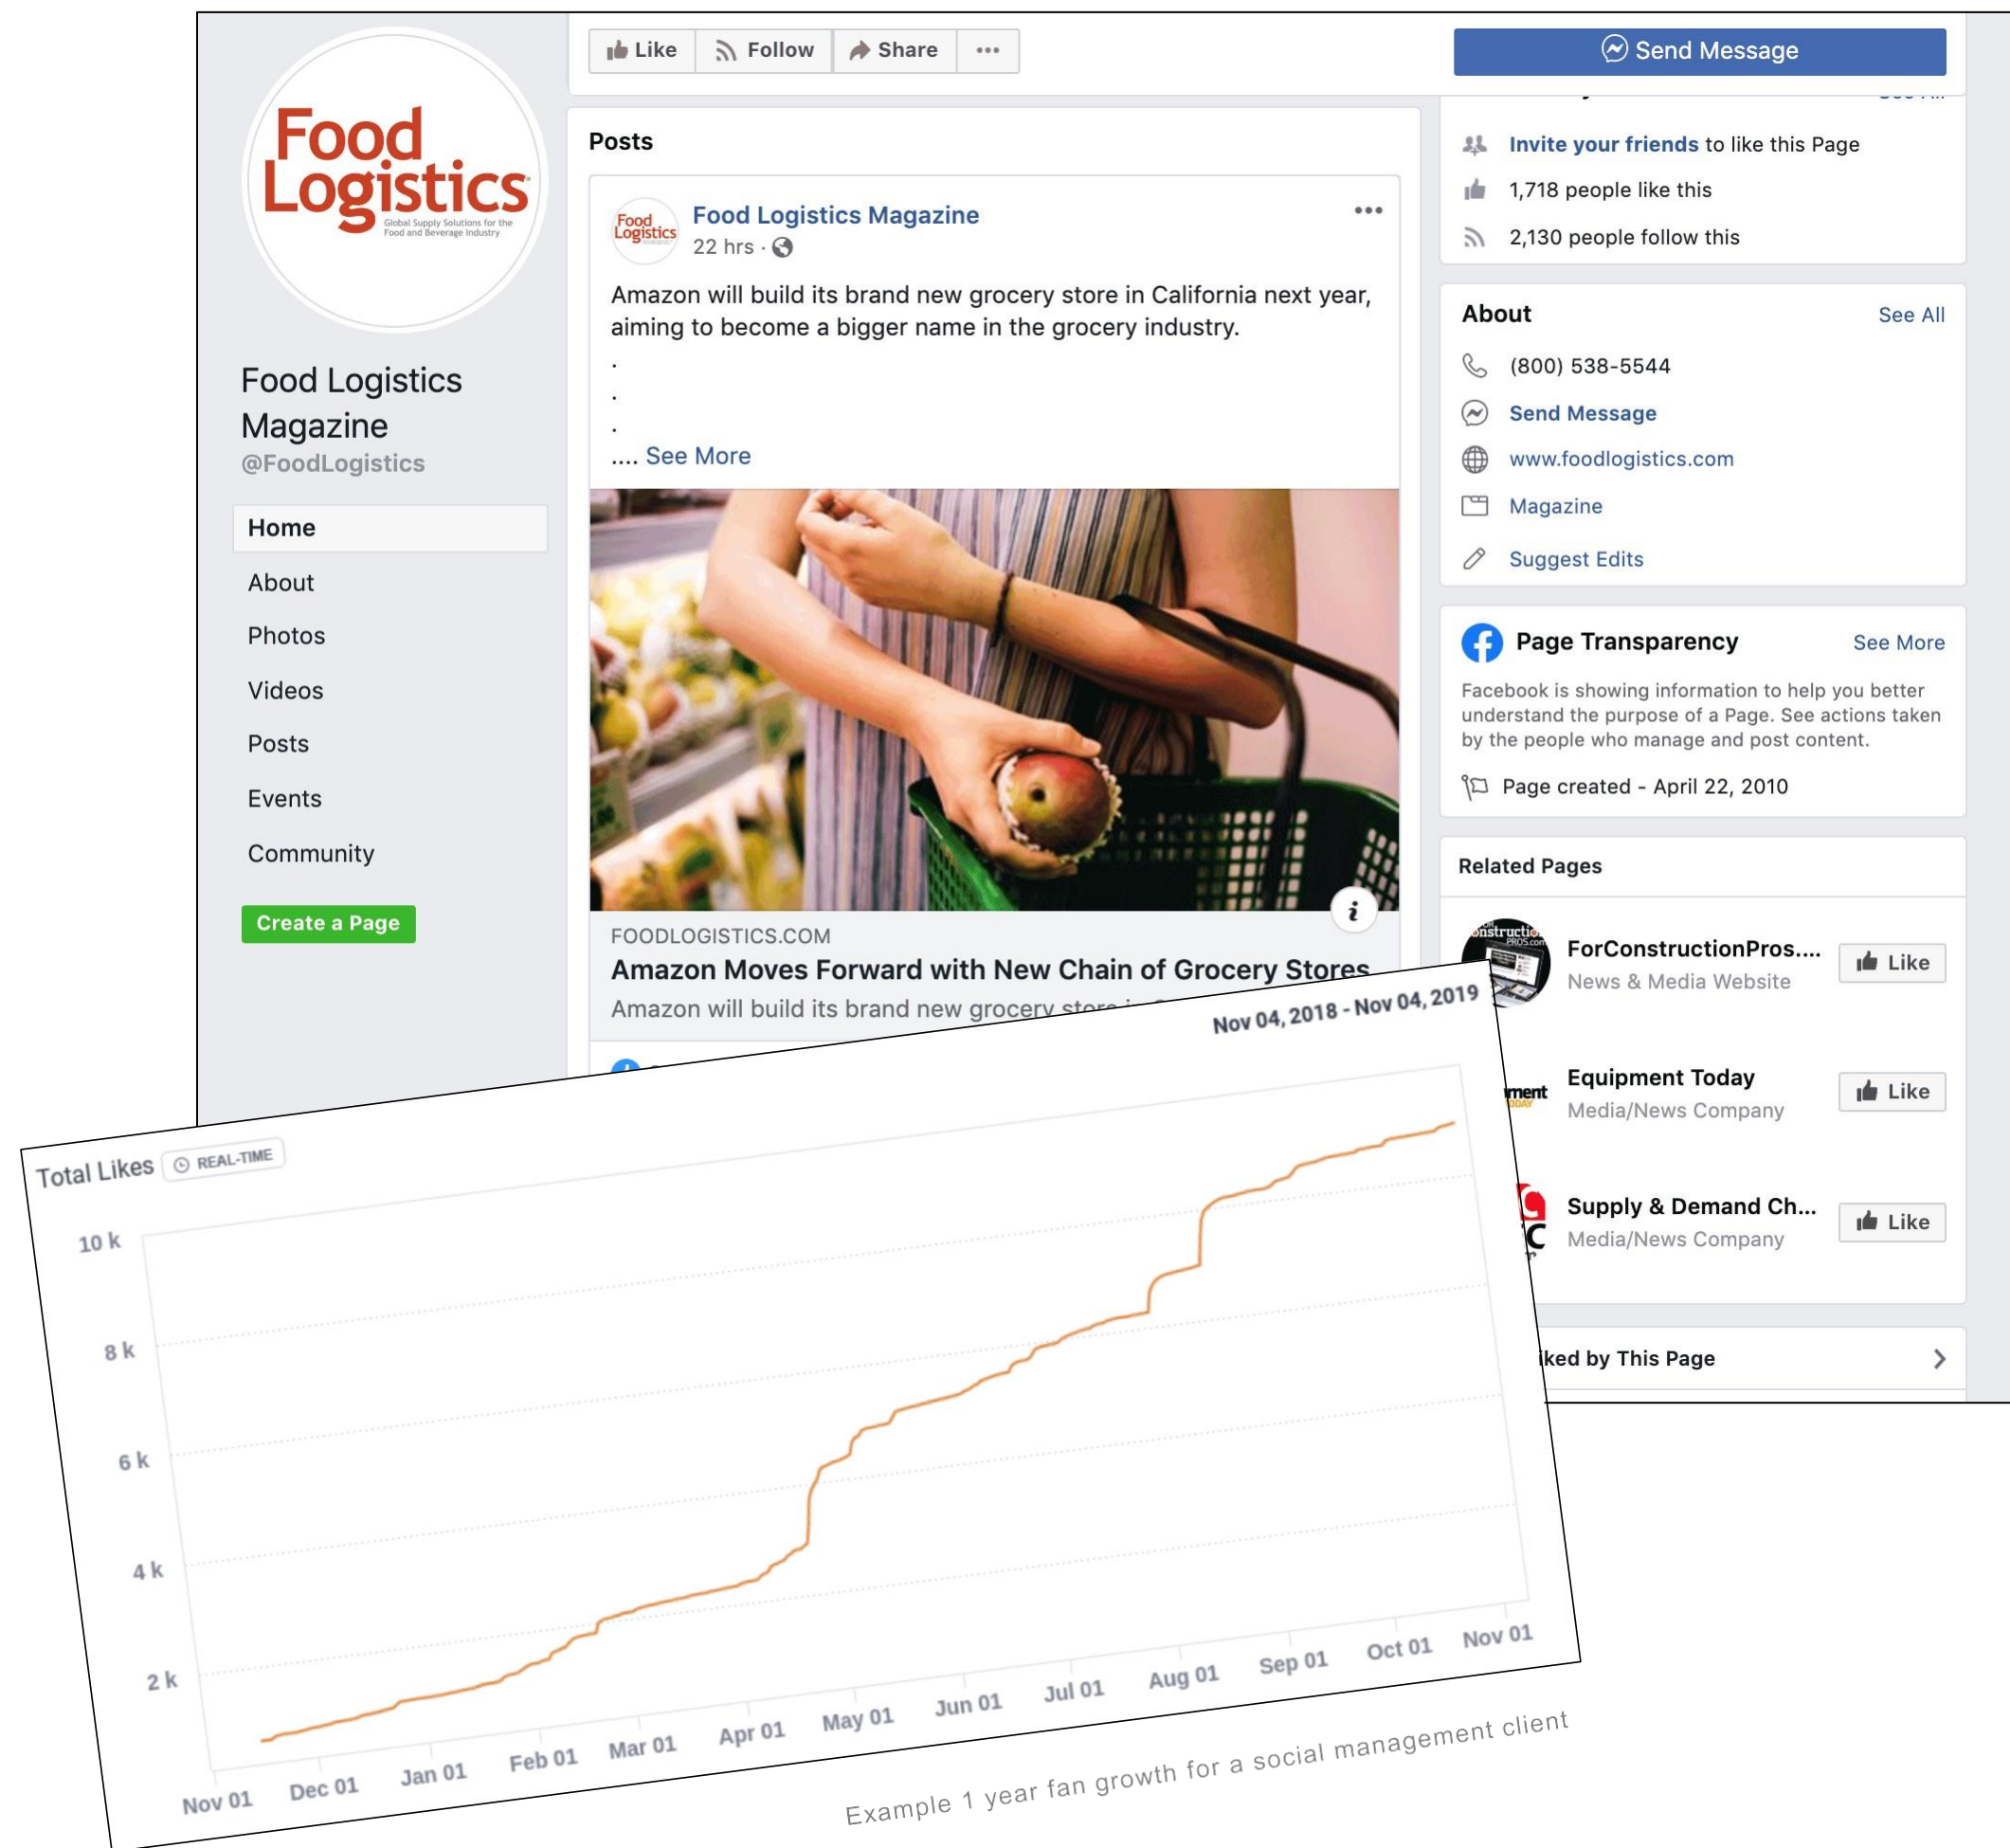 Food
Logistics
Global Supply Solutions for the
Food and Beverage Industry
Food Logistics
Magazine
@FoodLogistics
Home
About
Photos
Videos
Posts
Events
Community
Create a Page
Like
Follow
Share
Send Message
Posts
Food
Logistics
Food Logistics Magazine
22 hrs ·
Amazon will build its brand new grocery store in California next year,
aiming to become a bigger name in the grocery industry.
.
.
.
.... See More
FOODLOGISTICS.COM
Amazon Moves Forward with New Chain of Grocery Stores
Amazon will build its brand new grocery store
Invite your friends to like this Page
1,718 people like this
2,130 people follow this
About
See All
(800) 538-5544
Send Message
www.foodlogistics.com
Magazine
Suggest Edits
Page Transparency
See More
Facebook is showing information to help you better
understand the purpose of a Page. See actions taken
by the people who manage and post content.
Page created - April 22, 2010
Related Pages
PROS.com
ForConstructionPros....
News & Media Website
Like
Equipment Today
Media/News Company
Like
Supply & Demand Ch...
Media/News Company
Like
iked by This Page
Nov 04, 2018 - Nov 04, 2019
Total Likes
REAL-TIME
10 k
8 k
6 k
4 k
2 k
Nov 01
Dec 01
Jan 01
Feb 01
Mar 01
Apr 01
May 01
Jun 01
Jul 01
Aug 01
Sep 01
Oct 01
Nov 01
Example 1 year fan growth for a social management client